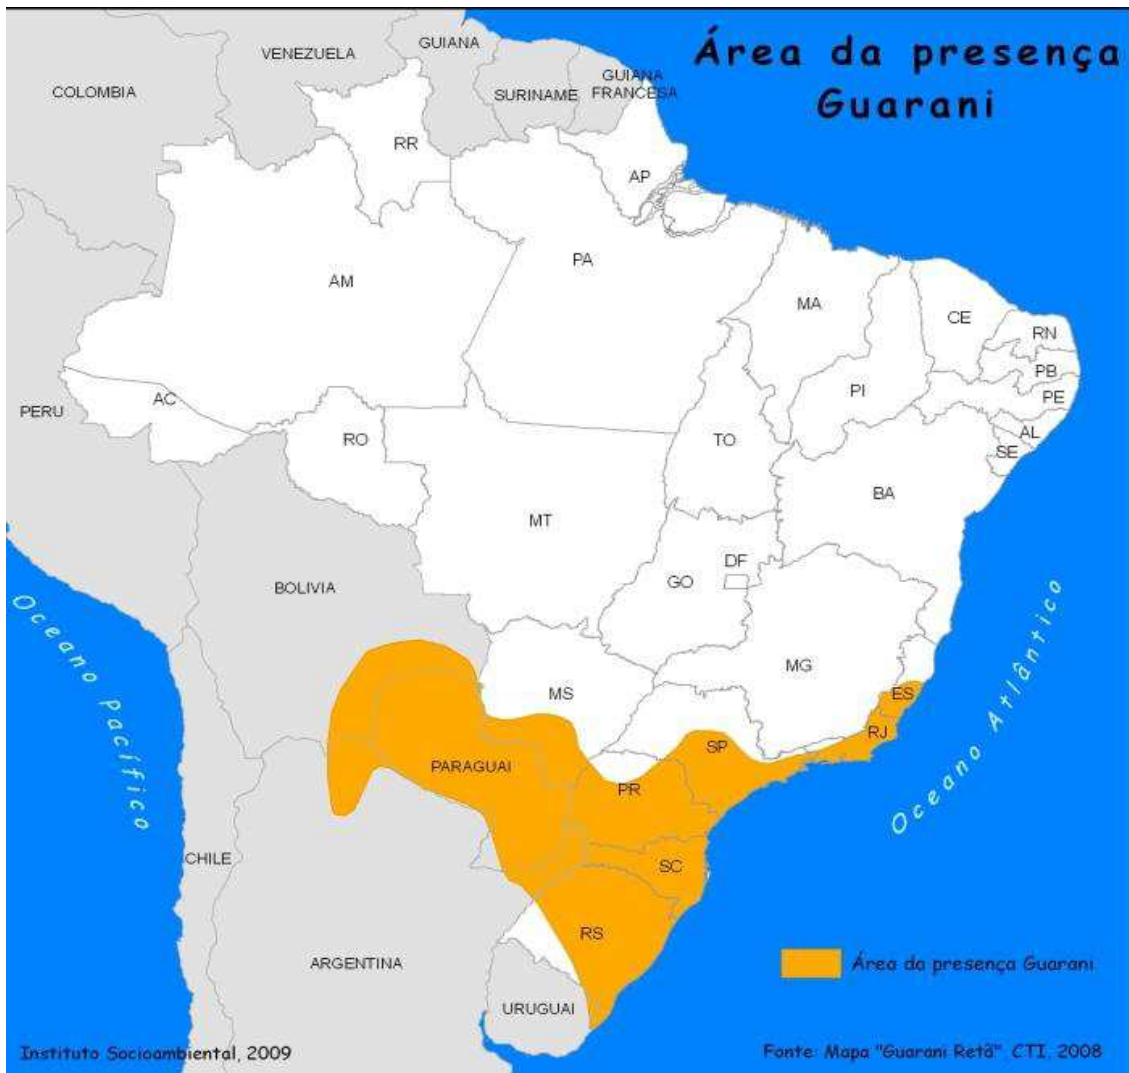 Área da presença
Guarani
VENEZUELA
GUIANA
COLOMBIA
SURINAME
GUIANA
FRANCESA
RR
AP
AM
PA
MA
CE
RN
PB
PE
PI
AL
SE
PERU
AC
RO
TO
BA
MT
DF
GO
BOLIVIA
MG
MS
ES
RJ
SP
PARAGUAI
PR
SC
RS
CHILE
ARGENTINA
URUGUAI
Oceano Pacífico
Oceano Atlântico
Área da presença Guarani
Instituto Socioambiental, 2009
Fonte: Mapa "Guarani Retã", CTI, 2008